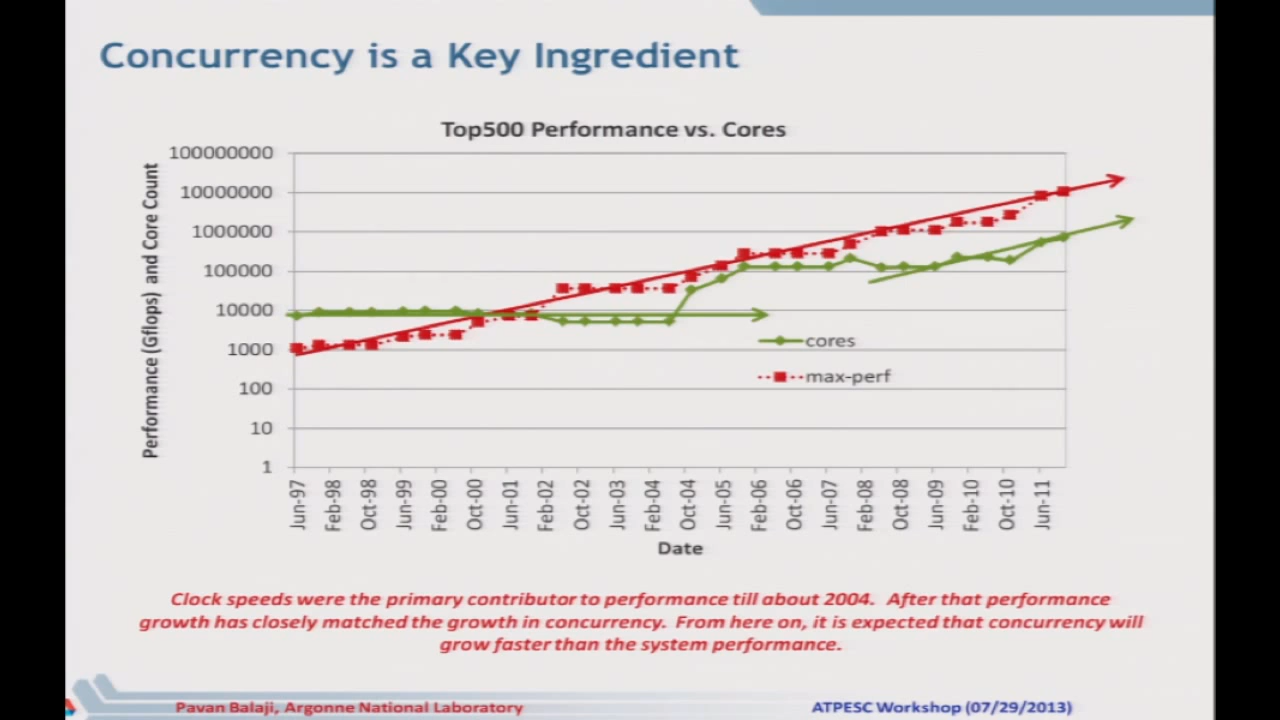 Concurrency is a Key Ingredient
Top500 Performance vs. Cores
Performance (Gflops) and Core Count
100000000
10000000
1000000
100000
10000
1000
100
10
1
cores
max-perf
Jun-97
Feb-98
Oct-98
Jun-99
Feb-00
Oct-00
Jun-01
Feb-02
Oct-02
Jun-03
Feb-04
Oct-04
Jun-05
Feb-06
Oct-06
Jun-07
Feb-08
Oct-08
Jun-09
Feb-10
Oct-10
Jun-11
Date
Clock speeds were the primary contributor to performance till about 2004. After that performance
growth has closely matched the growth in concurrency. From here on, it is expected that concurrency will
grow faster than the system performance.
Pavan Balaji, Argonne National Laboratory
ATPESC Workshop (07/29/2013)